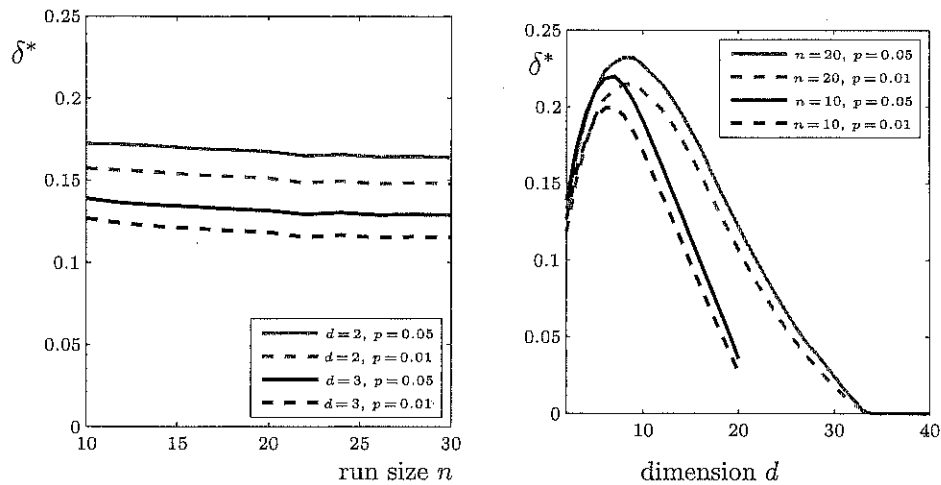 0.25
δ*
0.2
0.15
0.1
0.05
0
d=2, p=0.05
d=2, p=0.01
d=3, p=0.05
d=3, p=0.01
10 15 20 25 30
run size n
0.25
δ*
0.2
0.15
0.1
0.05
0
n=20, p=0.05
n=20, p=0.01
n=10, p=0.05
n=10, p=0.01
10 20 30 40
dimension d